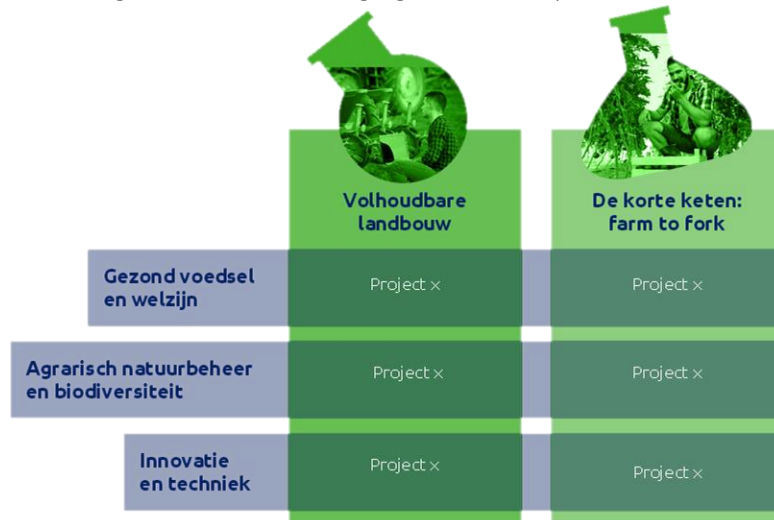 Volhoudbare
landbouw
De korte keten:
farm to fork
Gezond voedsel
en welzijn
Project x
Project x
Agrarisch natuurbeheer
en biodiversiteit
Project x
Project x
Innovatie
en techniek
Project x
Project x